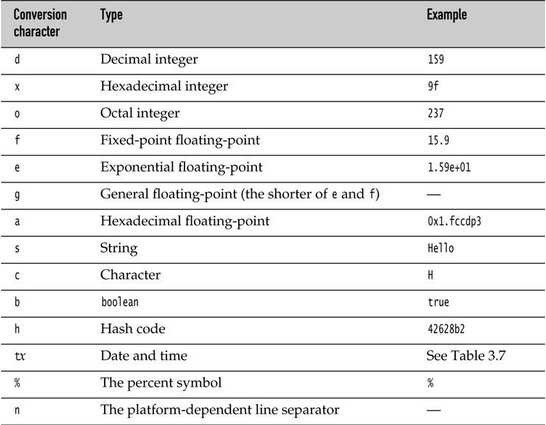 Conversion character Type Example
d Decimal integer 159
x Hexadecimal integer 9f
o Octal integer 237
f Fixed-point floating-point 15.9
e Exponential floating-point 1.59e+01
g General floating-point (the shorter of e and f) —
a Hexadecimal floating-point 0x1.fccdp3
s String Hello
c Character H
b boolean true
h Hash code 42628b2
tx Date and time See Table 3.7
% The percent symbol %
n The platform-dependent line separator —